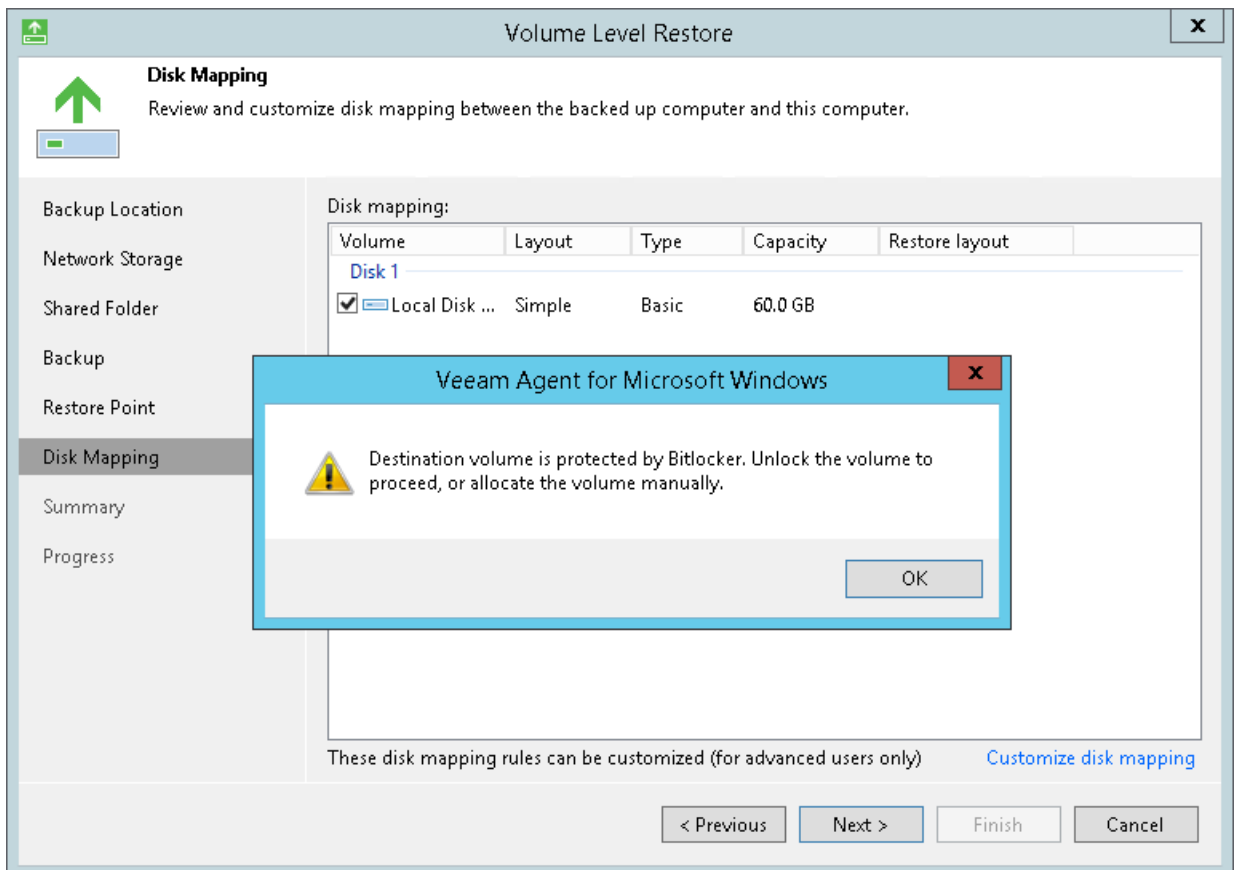 Volume Level Restore
x
Disk Mapping
Review and customize disk mapping between the backed up computer and this computer.
Backup Location
Network Storage
Shared Folder
Backup
Restore Point
Disk Mapping
Summary
Progress
Disk mapping:
Volume Layout Type Capacity Restore layout
Disk 1
Local Disk ... Simple Basic 60.0 GB
Veeam Agent for Microsoft Windows
x
Destination volume is protected by Bitlocker. Unlock the volume to
proceed, or allocate the volume manually.
OK
These disk mapping rules can be customized (for advanced users only) Customize disk mapping
< Previous Next > Finish Cancel